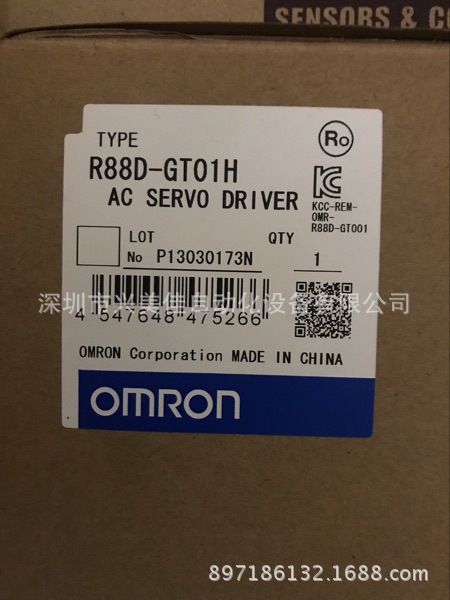 SENSORS & CO
TYPE
Ro
R88D-GT01H
AC SERVO DRIVER
KCC-REM-
OMR-
R88D-GT001
LOT
No P13030173N
QTY
1
深圳市兴美佳自动化设备有限公司
4 547648 475266
OMRON Corporation MADE IN CHINA
OMRON
897186132.1688.com